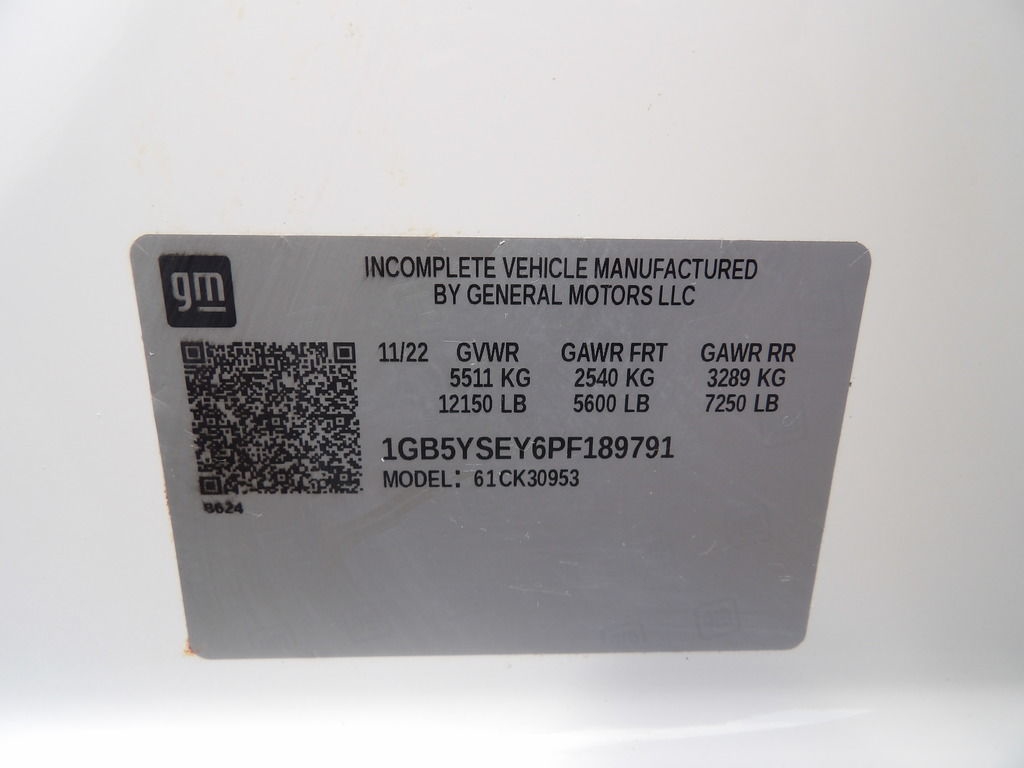 gm
INCOMPLETE VEHICLE MANUFACTURED
BY GENERAL MOTORS LLC
11/22 GVWR GAWR FRT GAWR RR
5511 KG 2540 KG 3289 KG
12150 LB 5600 LB 7250 LB
1GB5YSEY6PF189791
MODEL: 61CK30953
8624